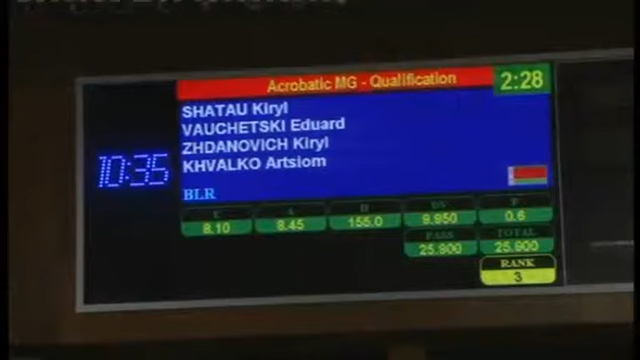 Acrobatic MG - Qualification 2:28
SHATAU Kiryl
VAUCHETSKI Eduard
ZHDANOVICH Kiryl
KHVALKO Artsiom
10:35
BLR
E A D DV P
8.10 8.45 155.0 9.950 0.6
PASS TOTAL
25.900 25.900
RANK
3